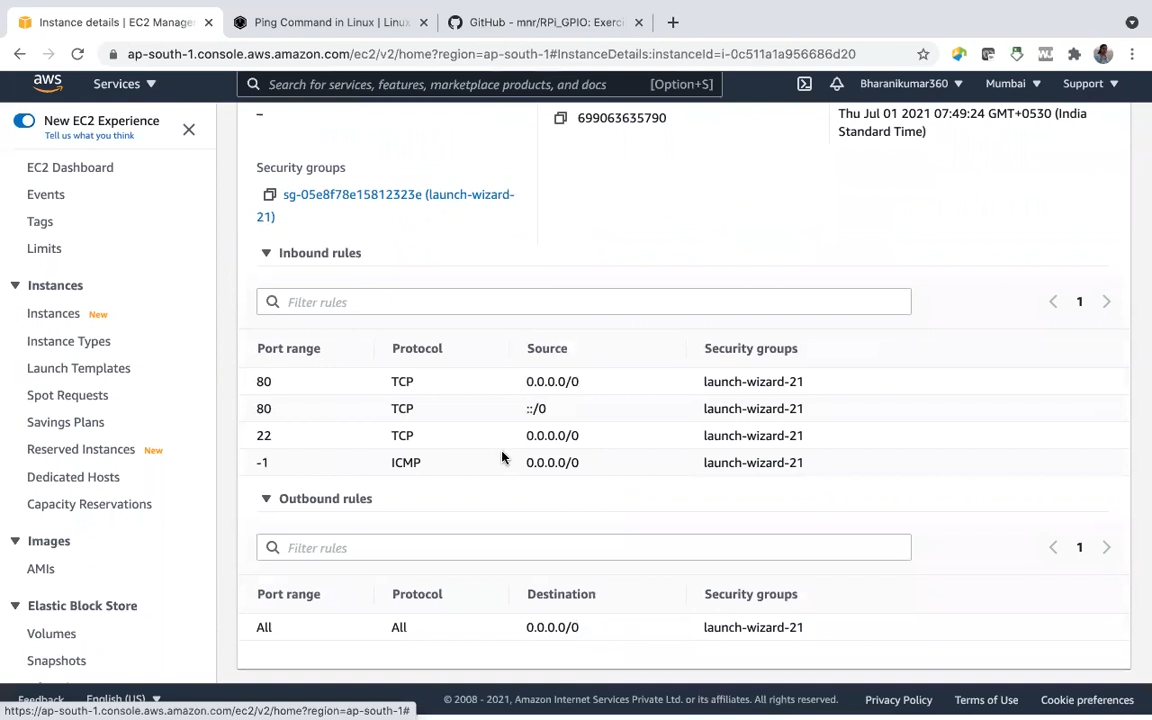 Instance details | EC2 Manage
Ping Command in Linux | Linux
GitHub - mnr/RPi_GPIO: Exerci
ap-south-1.console.aws.amazon.com/ec2/v2/home?region=ap-south-1#InstanceDetails:instanceId=i-0c511a1a956686d20
aws
Services
Search for services, features, marketplace products, and docs
[Option+S]
Bharanikumar360
Mumbai
Support
New EC2 Experience
Tell us what you think
EC2 Dashboard
Events
Tags
Limits
Instances
Instances New
Instance Types
Launch Templates
Spot Requests
Savings Plans
Reserved Instances New
Dedicated Hosts
Capacity Reservations
Images
AMIs
Elastic Block Store
Volumes
Snapshots
–
699063635790
Thu Jul 01 2021 07:49:24 GMT+0530 (India
Standard Time)
Security groups
sg-05e8f78e15812323e (launch-wizard-
21)
Inbound rules
Filter rules
1
Port range Protocol Source Security groups
80 TCP 0.0.0.0/0 launch-wizard-21
80 TCP ::/0 launch-wizard-21
22 TCP 0.0.0.0/0 launch-wizard-21
-1 ICMP 0.0.0.0/0 launch-wizard-21
Outbound rules
Filter rules
1
Port range Protocol Destination Security groups
All All 0.0.0.0/0 launch-wizard-21
Feedback English (US)
© 2008 - 2021, Amazon Internet Services Private Ltd. or its affiliates. All rights reserved.
Privacy Policy
Terms of Use
Cookie preferences
https://ap-south-1.console.aws.amazon.com/ec2/v2/home?region=ap-south-1#